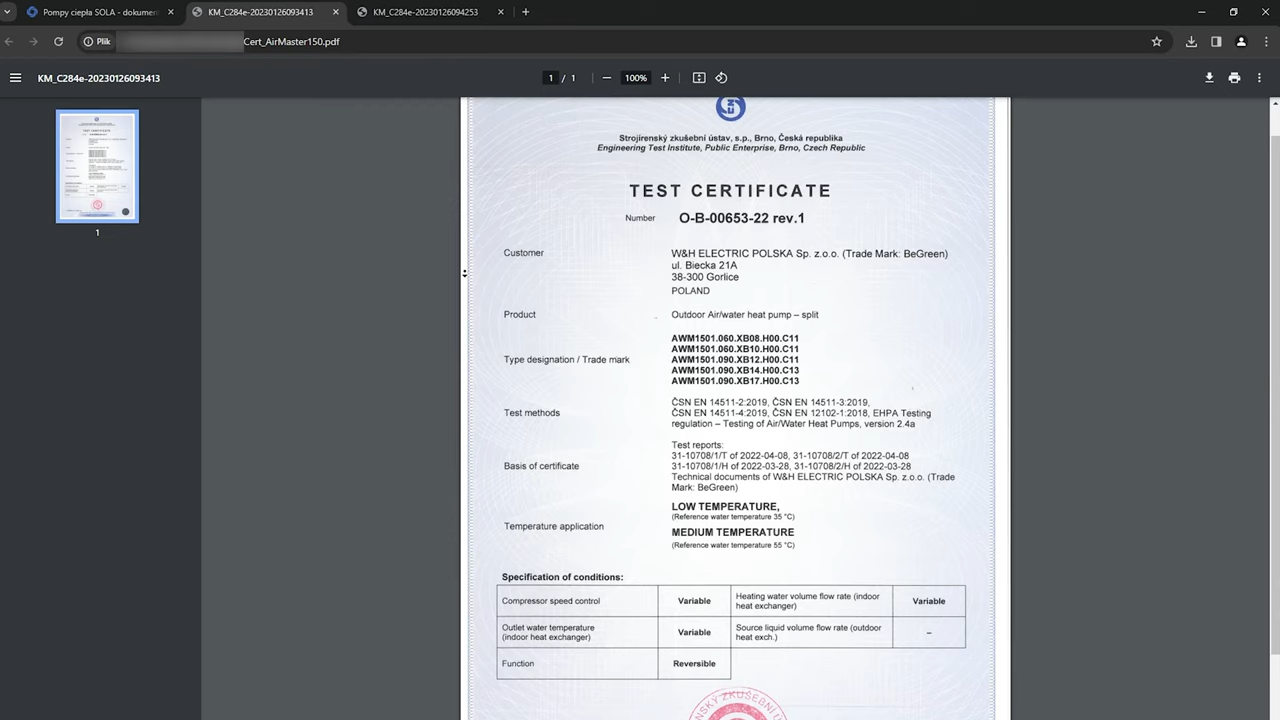 Pompy ciepła SOLA - dokumen
KM_C284e-20230126093413
KM_C284e-20230126094253
Plik
Cert_AirMaster150.pdf
KM_C284e-20230126093413
1 / 1
100%
1
Strojírenský zkušební ústav, s.p., Brno, Česká republika
Engineering Test Institute, Public Enterprise, Brno, Czech Republic
TEST CERTIFICATE
Number O-B-00653-22 rev.1
Customer
W&H ELECTRIC POLSKA Sp. z.o.o. (Trade Mark: BeGreen)
ul. Biecka 21A
38-300 Gorlice
POLAND
Product
Outdoor Air/water heat pump – split
Type designation / Trade mark
AWM1501.060.XB08.H00.C11
AWM1501.060.XB10.H00.C11
AWM1501.090.XB12.H00.C11
AWM1501.090.XB14.H00.C13
AWM1501.090.XB17.H00.C13
Test methods
ČSN EN 14511-2:2019, ČSN EN 14511-3:2019,
ČSN EN 14511-4:2019, ČSN EN 12102-1:2018, EHPA Testing
regulation – Testing of Air/Water Heat Pumps, version 2.4a
Basis of certificate
Test reports:
31-10708/1/T of 2022-04-08, 31-10708/2/T of 2022-04-08
31-10708/1/H of 2022-03-28, 31-10708/2/H of 2022-03-28
Technical documents of W&H ELECTRIC POLSKA Sp. z.o.o. (Trade
Mark: BeGreen)
Temperature application
LOW TEMPERATURE,
(Reference water temperature 35 °C)
MEDIUM TEMPERATURE
(Reference water temperature 55 °C)
Specification of conditions:
Compressor speed control
Variable
Heating water volume flow rate (indoor
heat exchanger)
Variable
Outlet water temperature
(indoor heat exchanger)
Variable
Source liquid volume flow rate (outdoor
heat exch.)
–
Function
Reversible